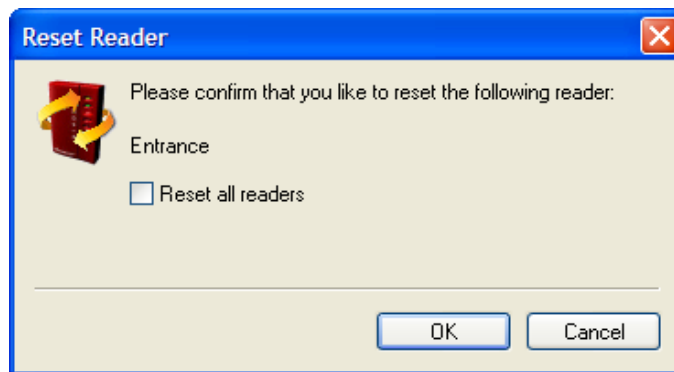 Reset Reader
Please confirm that you like to reset the following reader:
Entrance
Reset all readers
OK
Cancel